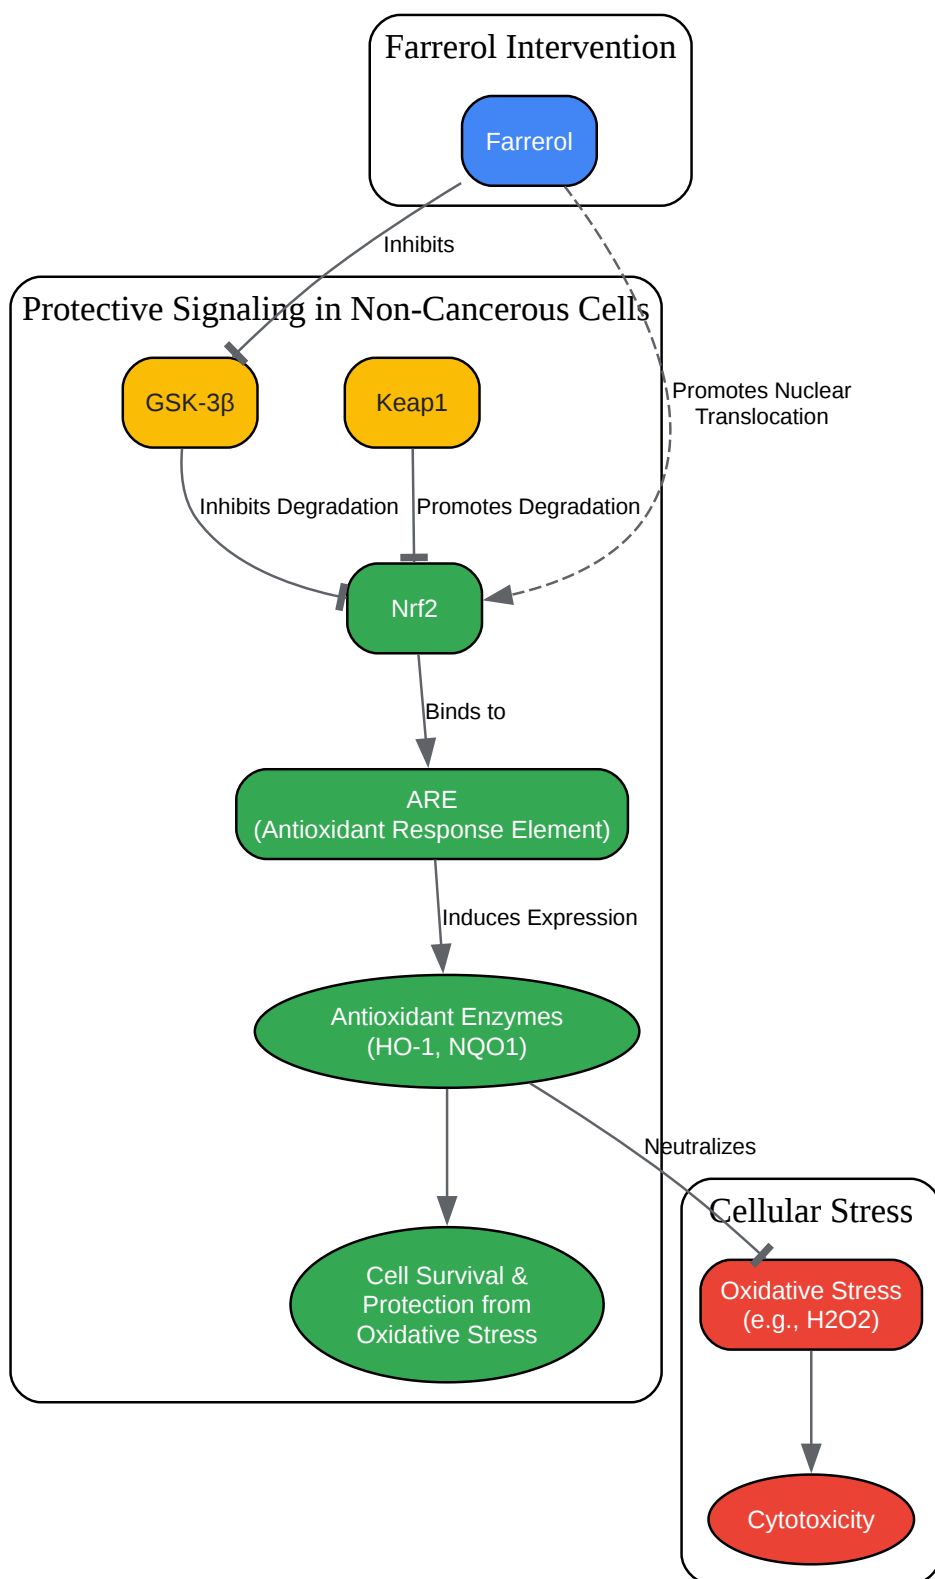 Farrerol Intervention
Farrerol
Inhibits
Protective Signaling in Non-Cancerous Cells
GSK-3β
Keap1
Promotes Nuclear
Translocation
Inhibits Degradation
Promotes Degradation
Nrf2
Binds to
ARE
(Antioxidant Response Element)
Induces Expression
Antioxidant Enzymes
(HO-1, NQO1)
Neutralizes
Cellular Stress
Cell Survival &
Protection from
Oxidative Stress
Oxidative Stress
(e.g., H2O2)
Cytotoxicity